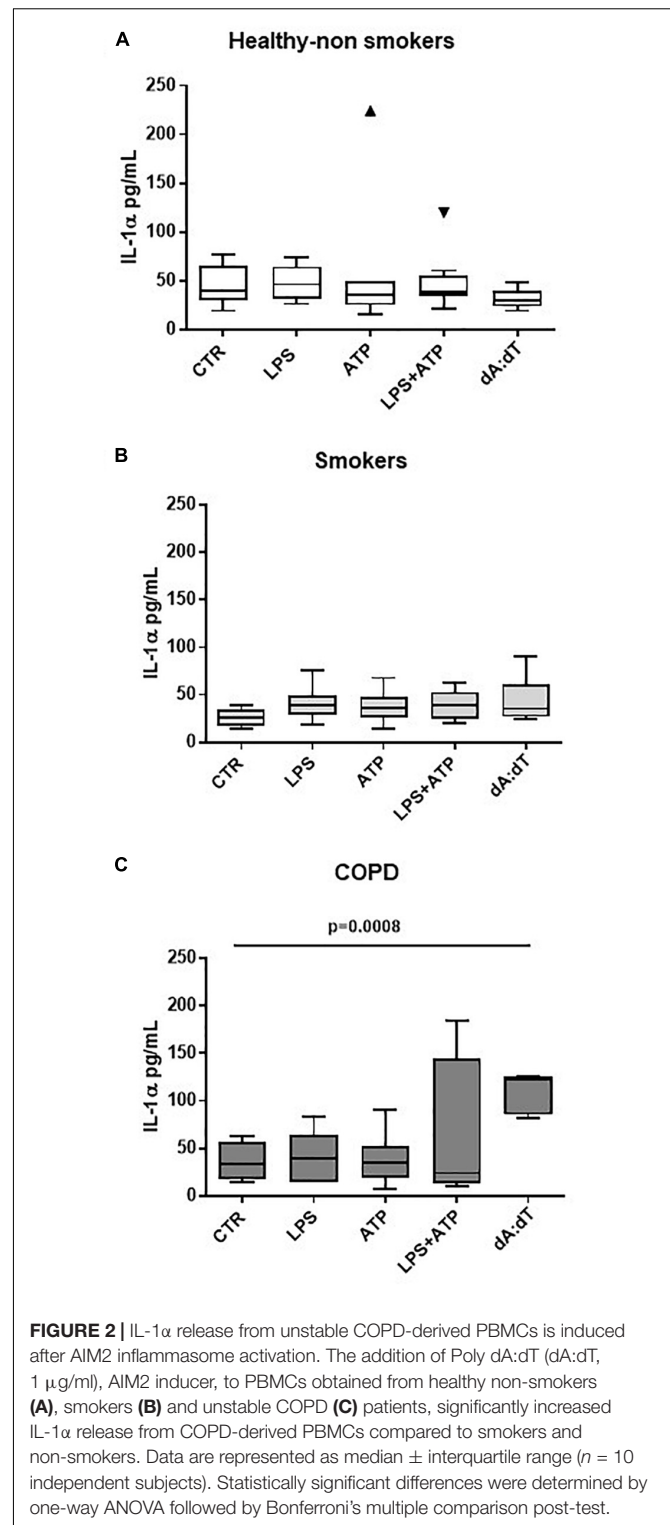 A
Healthy-non smokers
250
200
150
100
50
0
IL-1α pg/mL
CTR
LPS
ATP
LPS+ATP
dA:dT
B
Smokers
250
200
150
100
50
0
IL-1α pg/mL
CTR
LPS
ATP
LPS+ATP
dA:dT
C
COPD
p=0.0008
250
200
150
100
50
0
IL-1α pg/mL
CTR
LPS
ATP
LPS+ATP
dA:dT
FIGURE 2 | IL-1α release from unstable COPD-derived PBMCs is induced
after AIM2 inflammasome activation. The addition of Poly dA:dT (dA:dT,
1 μg/ml), AIM2 inducer, to PBMCs obtained from healthy non-smokers
(A), smokers (B) and unstable COPD (C) patients, significantly increased
IL-1α release from COPD-derived PBMCs compared to smokers and
non-smokers. Data are represented as median ± interquartile range (n = 10
independent subjects). Statistically significant differences were determined by
one-way ANOVA followed by Bonferroni's multiple comparison post-test.